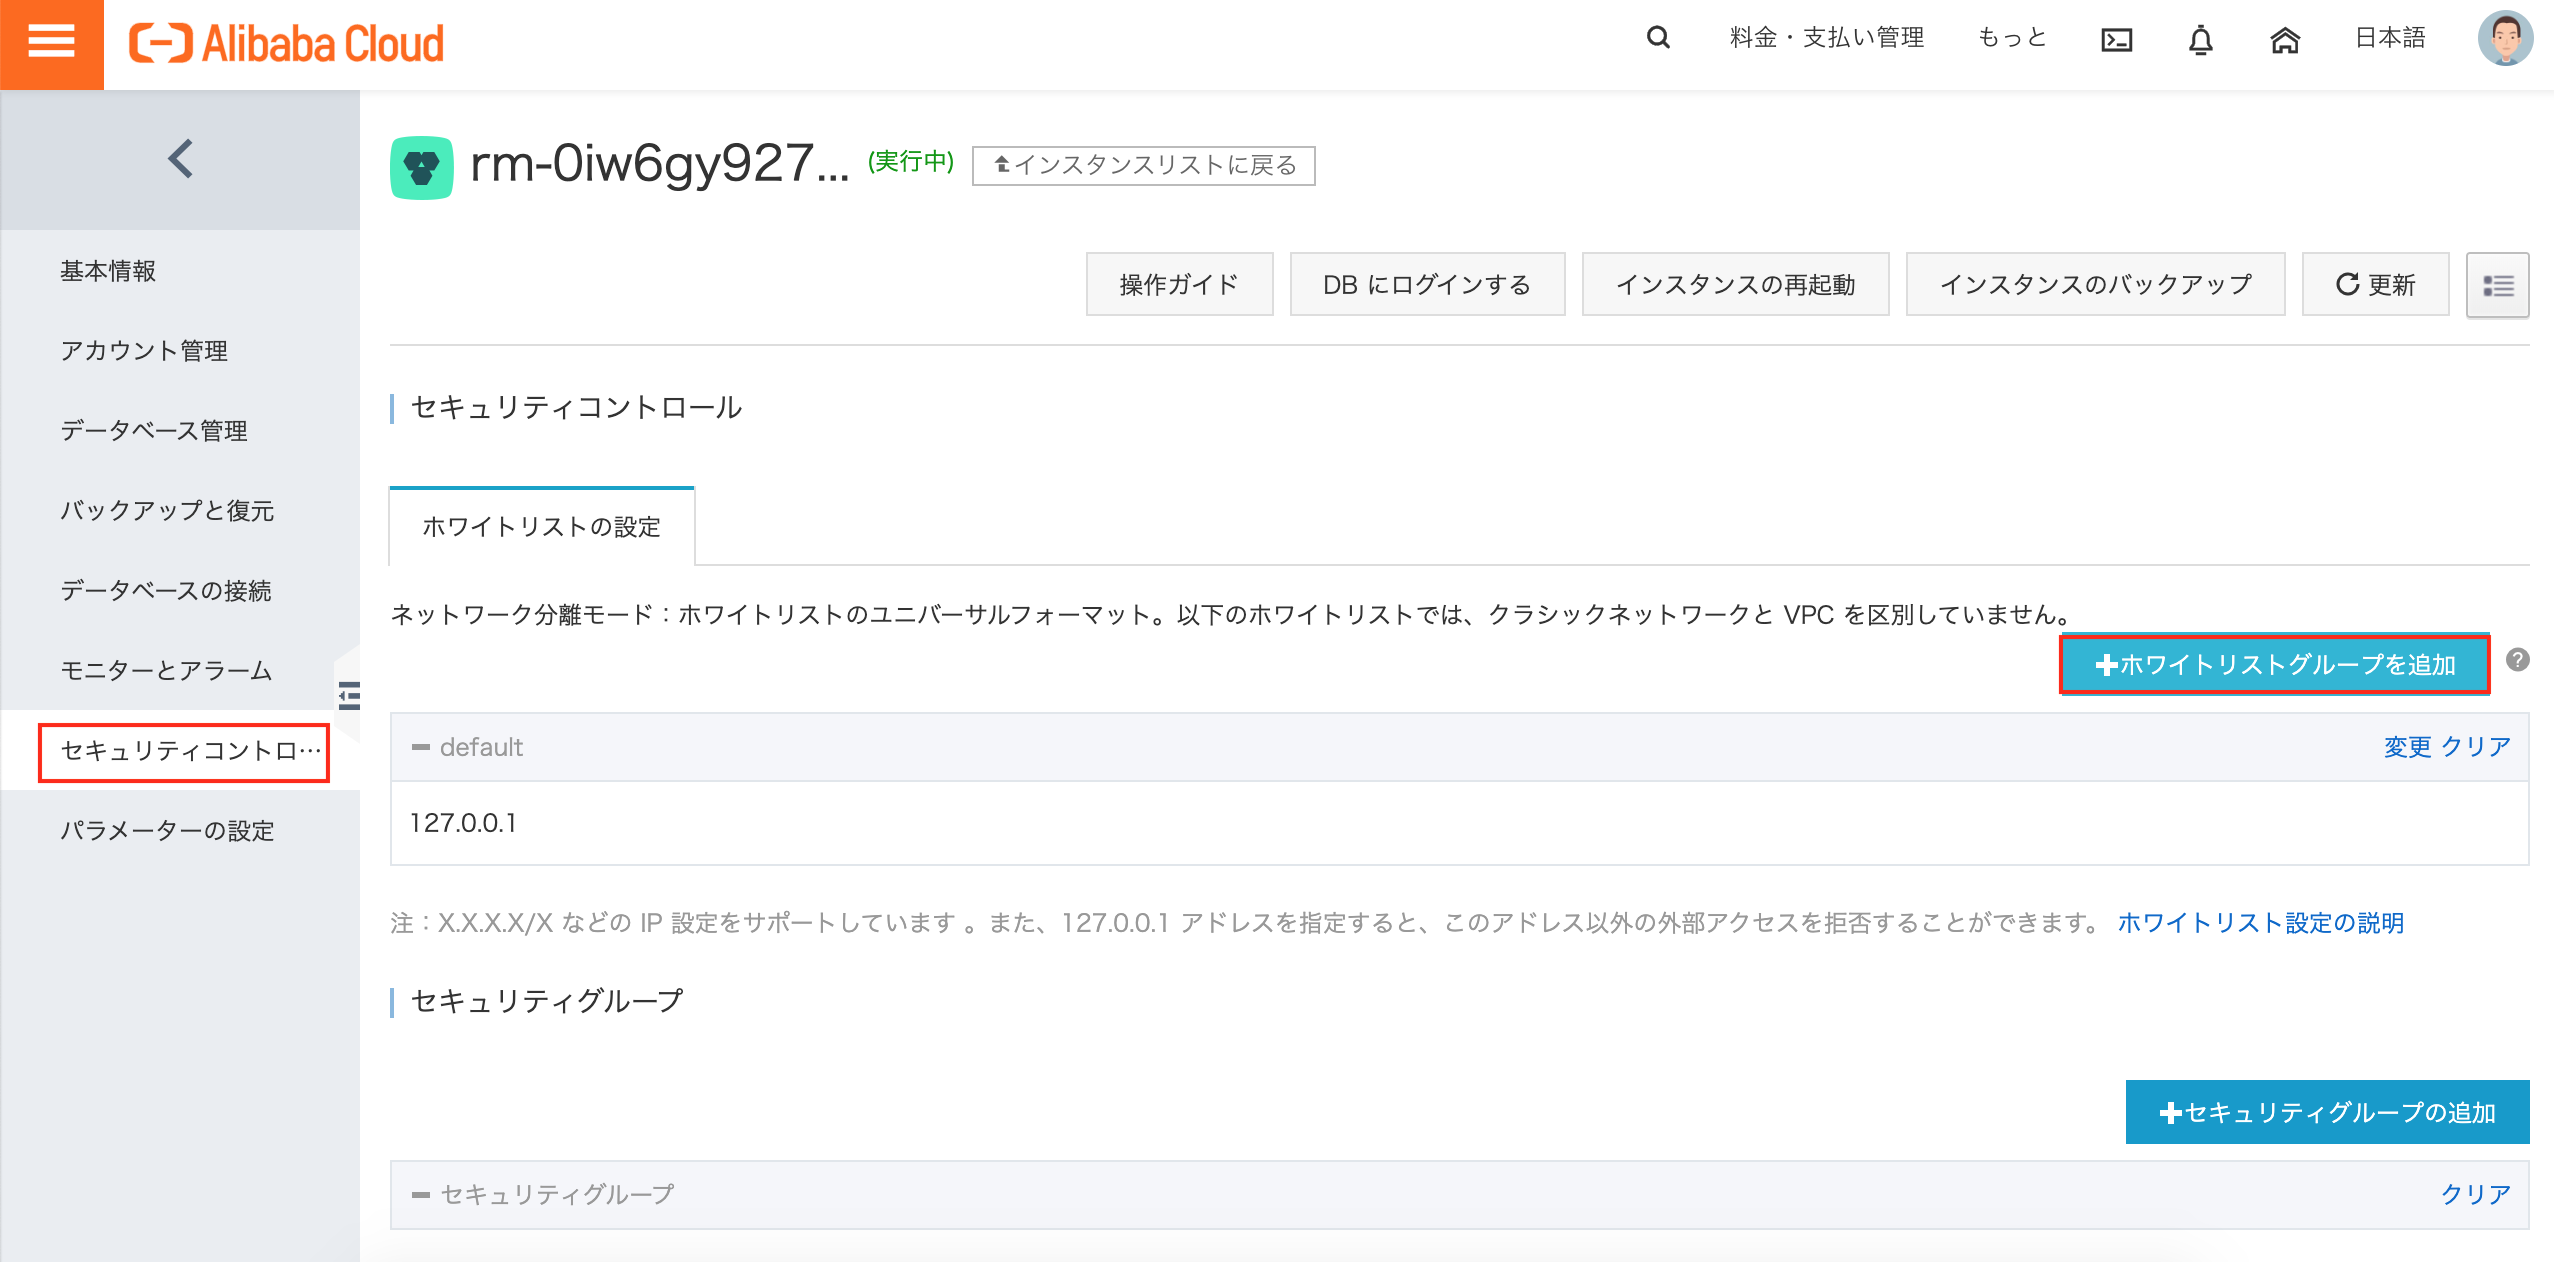 Alibaba Cloud
料金・支払い管理
もっと
日本語
rm-0iw6gy927...
(実行中)
インスタンスリストに戻る
操作ガイド
DB にログインする
インスタンスの再起動
インスタンスのバックアップ
更新
基本情報
アカウント管理
データベース管理
バックアップと復元
データベースの接続
モニターとアラーム
セキュリティコントロ…
パラメーターの設定
セキュリティコントロール
ホワイトリストの設定
ネットワーク分離モード：ホワイトリストのユニバーサルフォーマット。以下のホワイトリストでは、クラシックネットワークと VPC を区別していません。
ホワイトリストグループを追加
?
default
変更 クリア
127.0.0.1
注：X.X.X.X/X などの IP 設定をサポートしています 。また、127.0.0.1 アドレスを指定すると、このアドレス以外の外部アクセスを拒否することができます。 ホワイトリスト設定の説明
セキュリティグループ
セキュリティグループの追加
セキュリティグループ
クリア